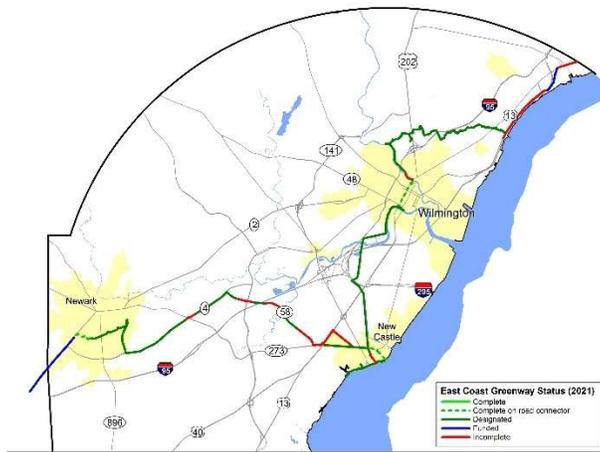 202
95
13
141
48
Wilmington
2
295
Newark
4
58
New
Castle
273
95
13
896
40
East Coast Greenway Status (2021)
Complete
Complete on road connector
Designated
Funded
Incomplete